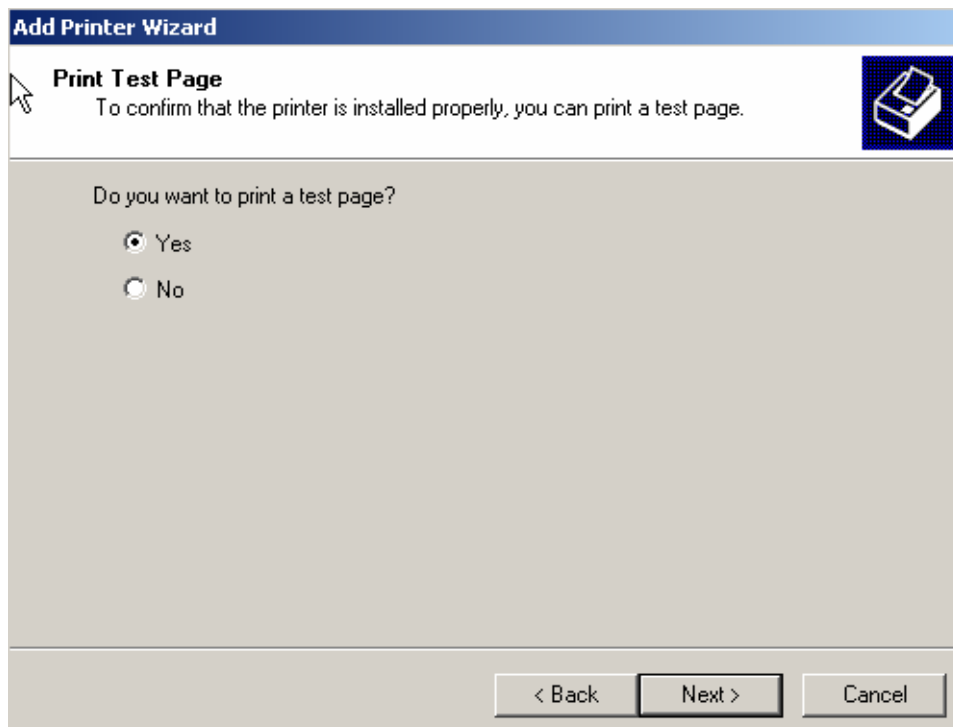 Add Printer Wizard
Print Test Page
To confirm that the printer is installed properly, you can print a test page.
Do you want to print a test page?
Yes
No
< Back Next > Cancel